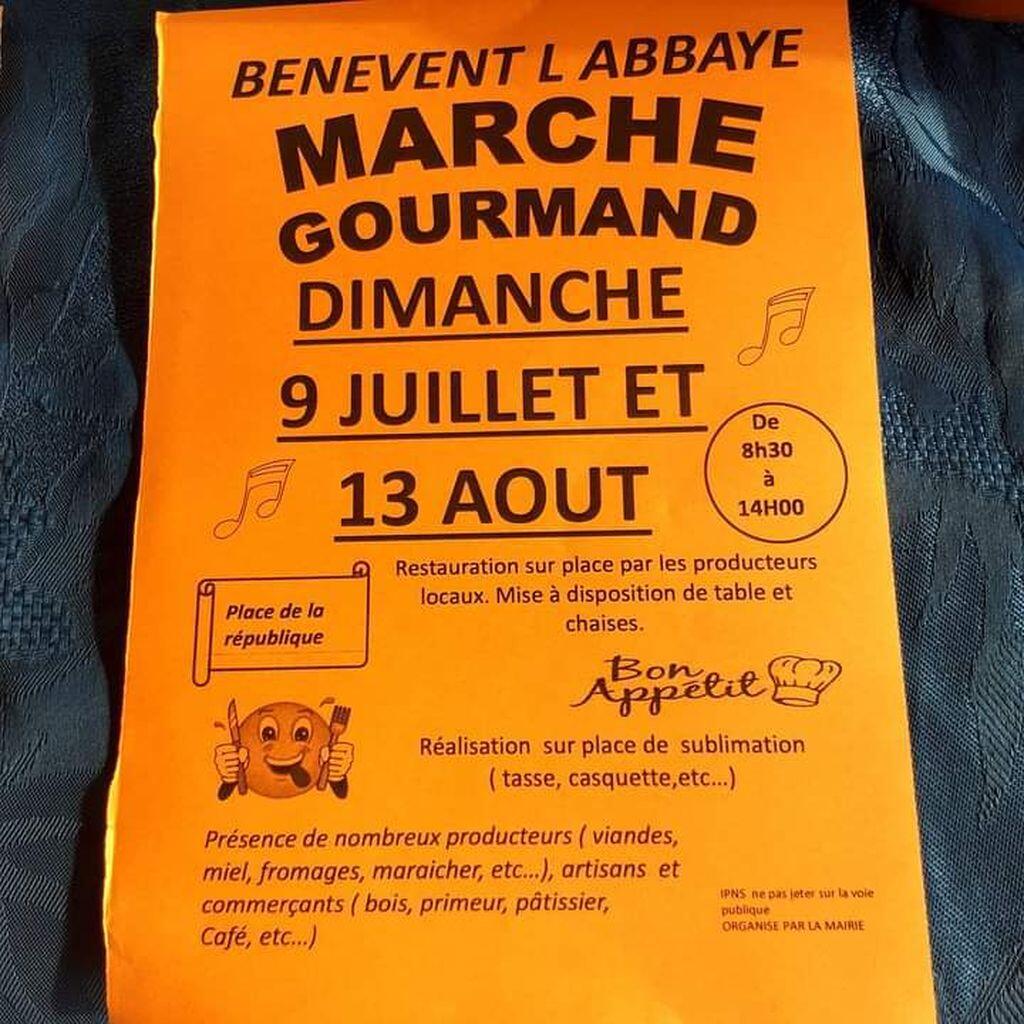 BENEVENT L ABBAYE
MARCHE
GOURMAND
DIMANCHE
9 JUILLET ET
13 AOUT
De
8h30
à
14H00
Restauration sur place par les producteurs
locaux. Mise à disposition de table et
chaises.
Place de la
république
Bon
Appétit
Réalisation sur place de sublimation
( tasse, casquette,etc...)
Présence de nombreux producteurs ( viandes,
miel, fromages, maraicher, etc...), artisans et
commerçants ( bois, primeur, pâtissier,
Café, etc...)
IPNS ne pas jeter sur la voie
publique
ORGANISE PAR LA MAIRIE